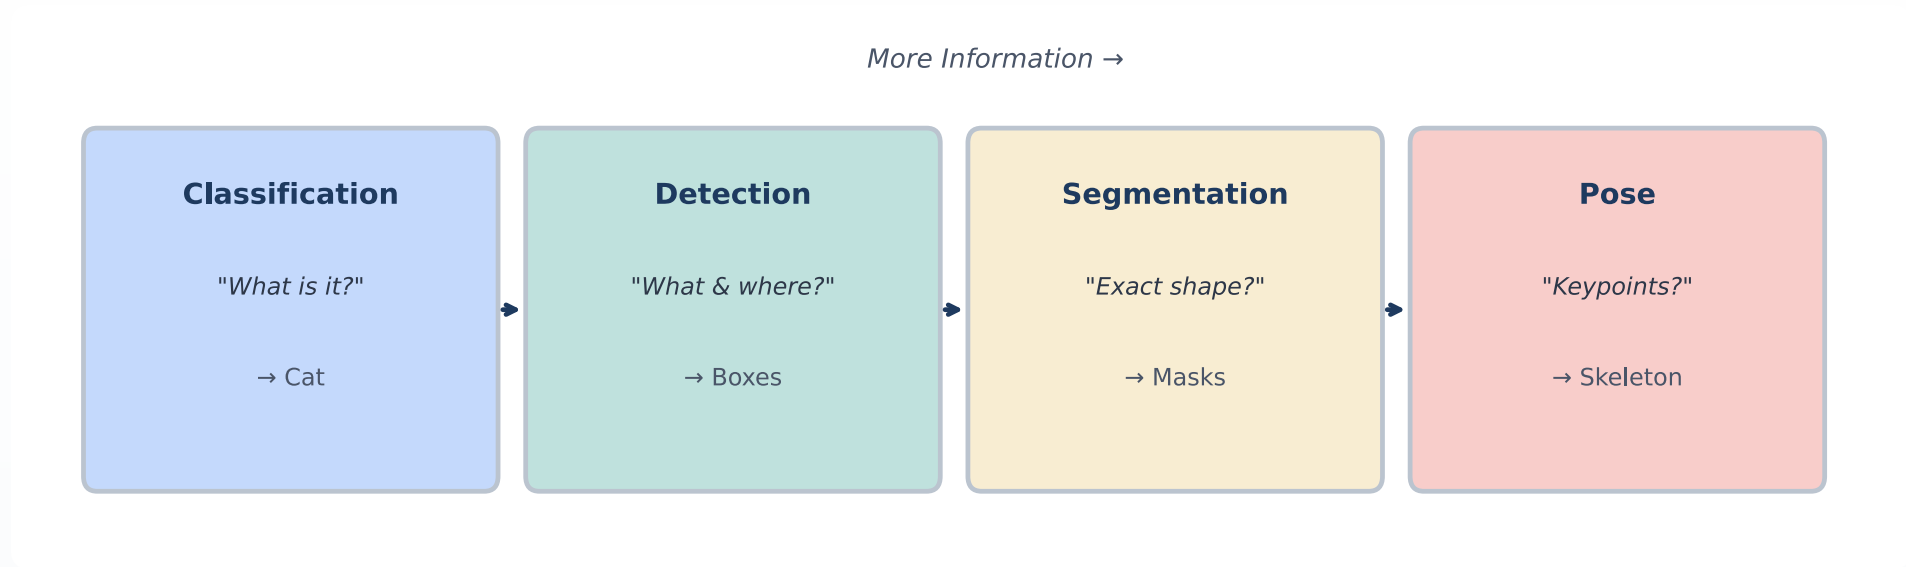 More Information →
Classification
"What is it?"
→ Cat
Detection
"What & where?"
→ Boxes
Segmentation
"Exact shape?"
→ Masks
Pose
"Keypoints?"
→ Skeleton